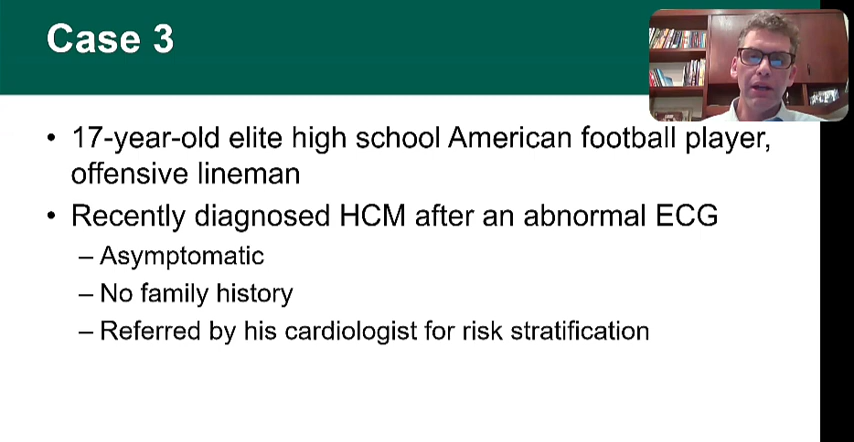 Case 3
• 17-year-old elite high school American football player,
offensive lineman
• Recently diagnosed HCM after an abnormal ECG
– Asymptomatic
– No family history
– Referred by his cardiologist for risk stratification